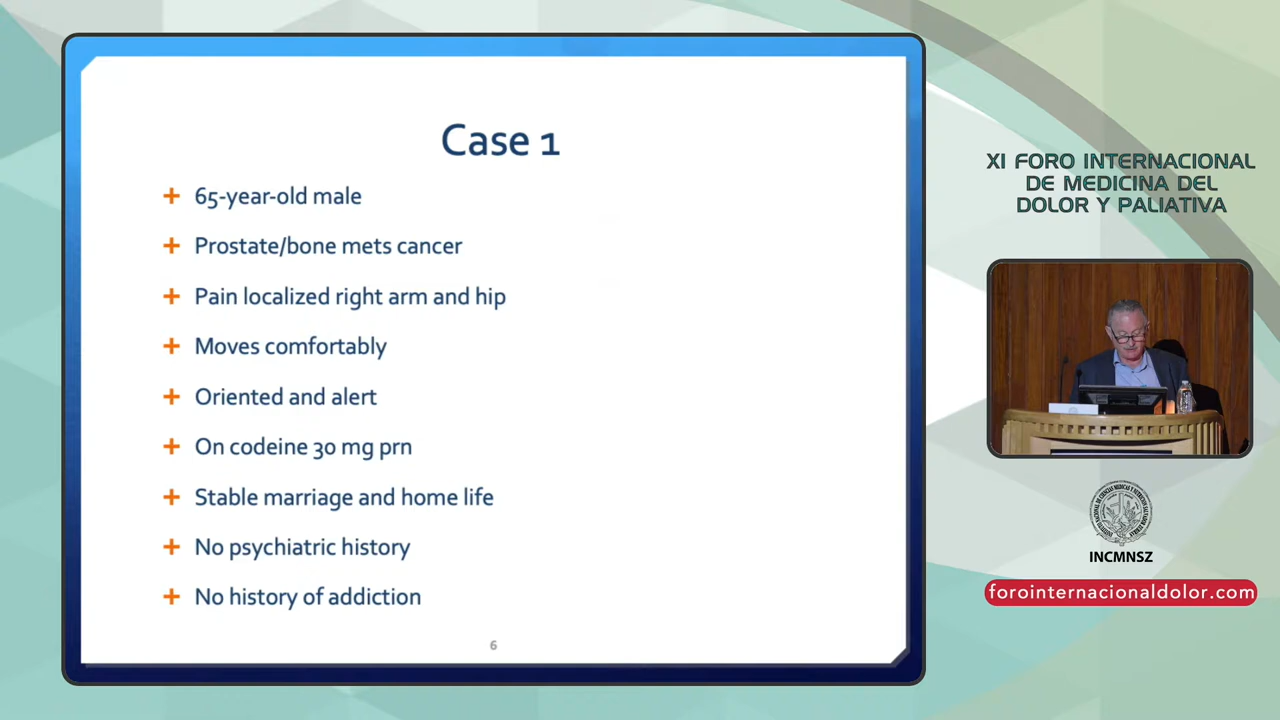 Case 1
65-year-old male
Prostate/bone mets cancer
Pain localized right arm and hip
Moves comfortably
Oriented and alert
On codeine 30 mg prn
Stable marriage and home life
No psychiatric history
No history of addiction
6
XI FORO INTERNACIONAL
DE MEDICINA DEL
DOLOR Y PALIATIVA
INCMNSZ
forointernacionaldolor.com